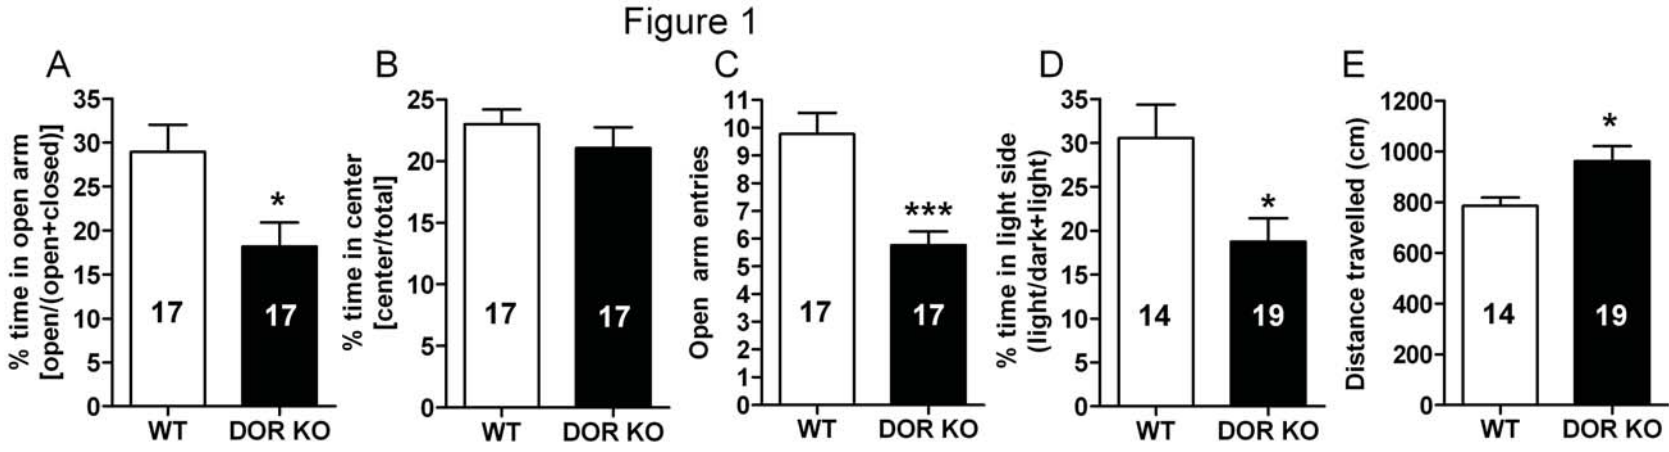 Figure 1
A
% time in open arm
[open/(open+closed)]
35
30
25
20
15
10
5
0
*
17
17
WT
DOR KO
B
% time in center
[center/total]
25
20
15
10
5
0
17
17
WT
DOR KO
C
Open arm entries
11
10
9
8
7
6
5
4
3
2
1
0
***
17
17
WT
DOR KO
D
% time in light side
(light/dark+light)
35
30
25
20
15
10
5
0
*
14
19
WT
DOR KO
E
Distance travelled (cm)
1200
1000
800
600
400
200
0
*
14
19
WT
DOR KO